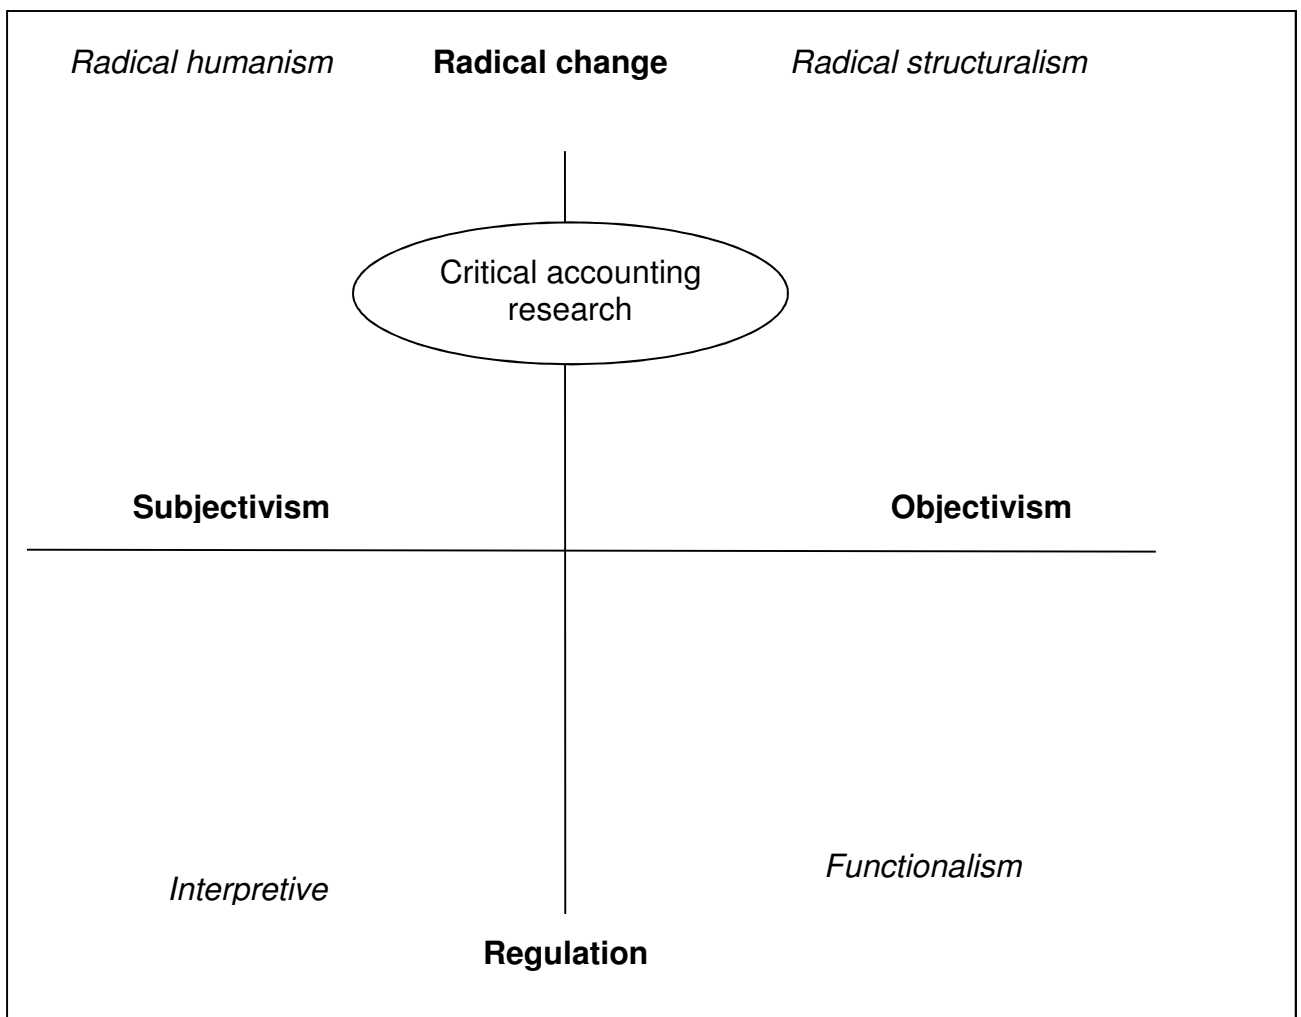 Radical humanism
Radical change
Radical structuralism
Critical accounting
research
Subjectivism
Objectivism
Functionalism
Interpretive
Regulation